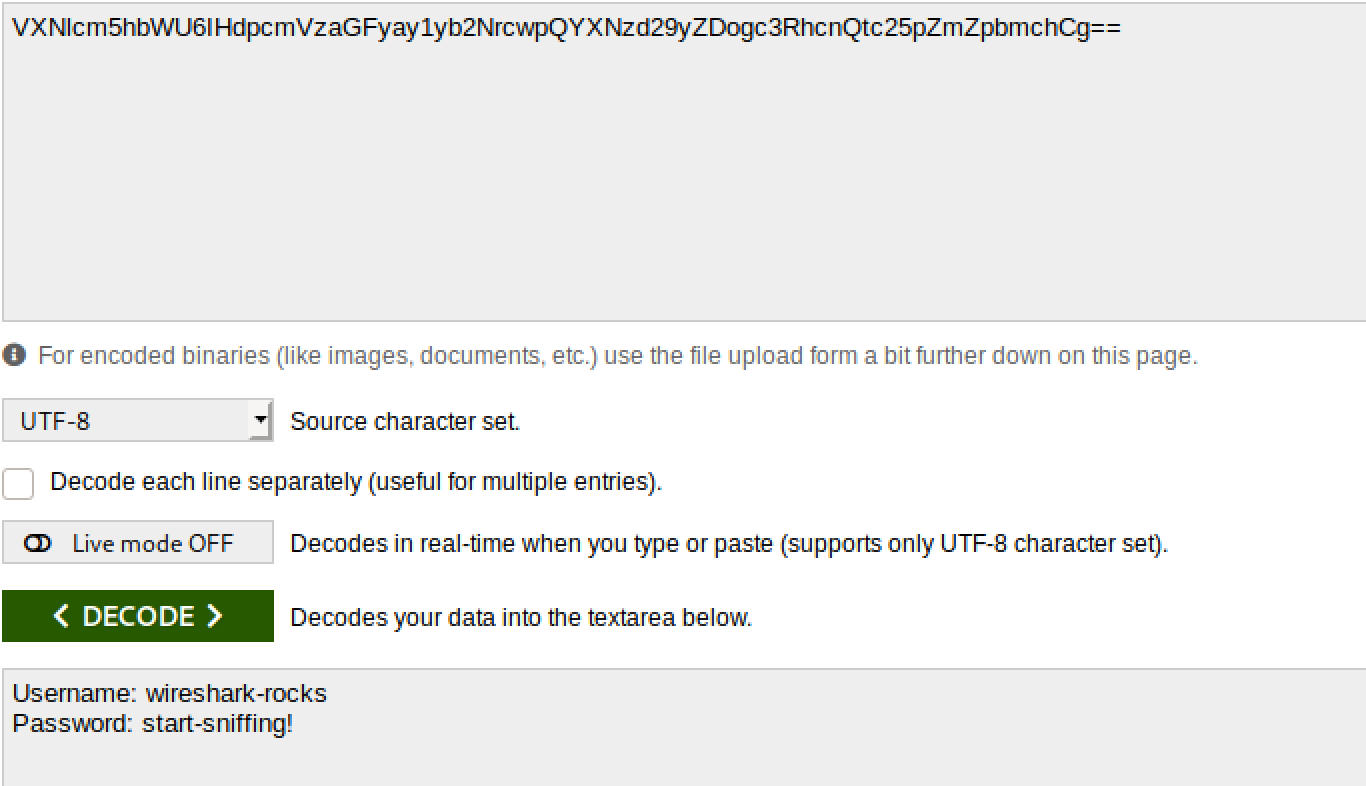 VXNlcm5hbWU6IHdpcmVzaGFyay1yb2NrcwpQYXNzd29yZDogc3RhcnQtc25pZmZpbmchCg==
For encoded binaries (like images, documents, etc.) use the file upload form a bit further down on this page.
UTF-8 Source character set.
Decode each line separately (useful for multiple entries).
Live mode OFF Decodes in real-time when you type or paste (supports only UTF-8 character set).
< DECODE > Decodes your data into the textarea below.
Username: wireshark-rocks
Password: start-sniffing!